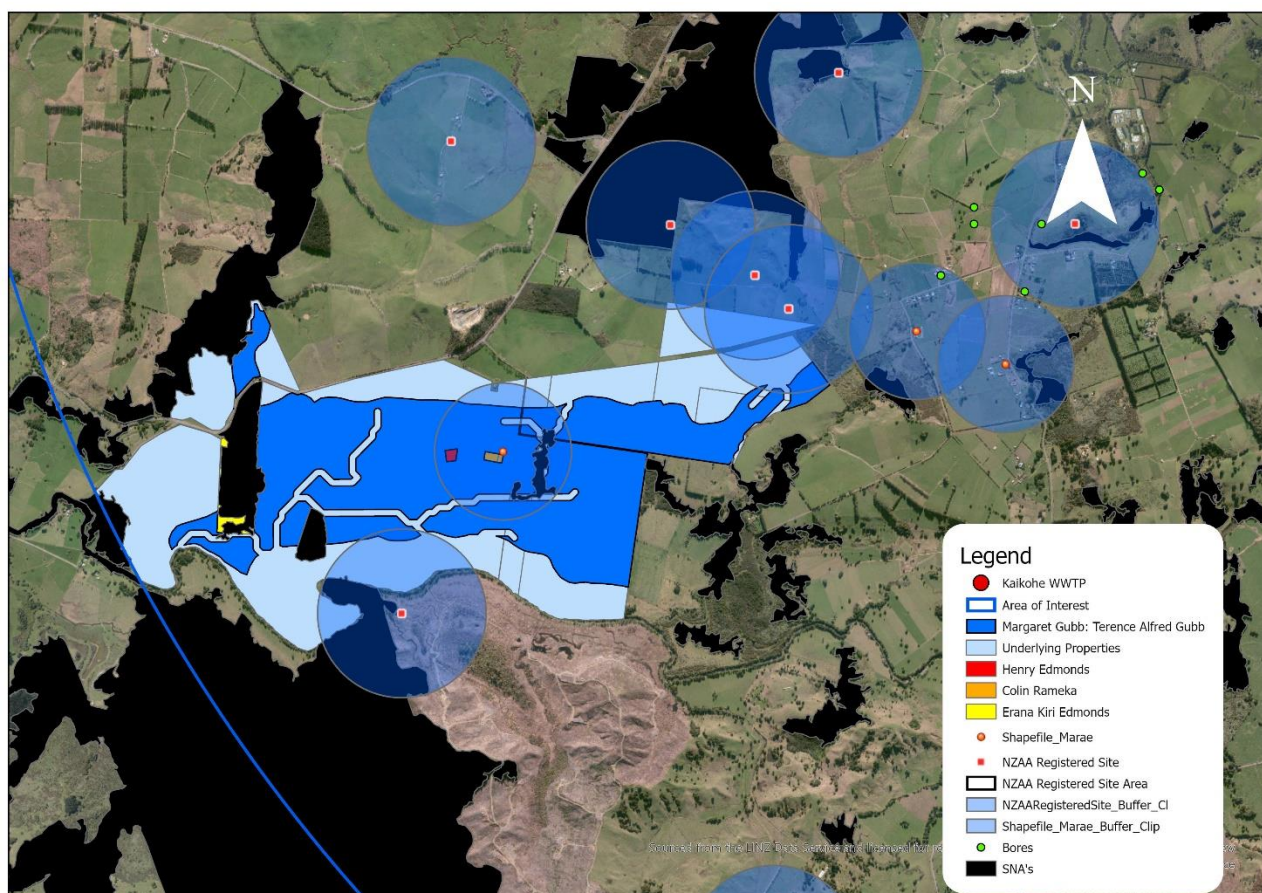 N
Legend
Kaikohe WWTP
Area of Interest
Margaret Gubb: Terence Alfred Gubb
Underlying Properties
Henry Edmonds
Colin Rameka
Erana Kiri Edmonds
Shapefile_Marae
NZAA Registered Site
NZAA Registered Site Area
NZAARegisteredSite_Buffer_Cl
Shapefile_Marae_Buffer_Clip
Bores
SNA's
Sourced from the LINZ Data Service and licensed for